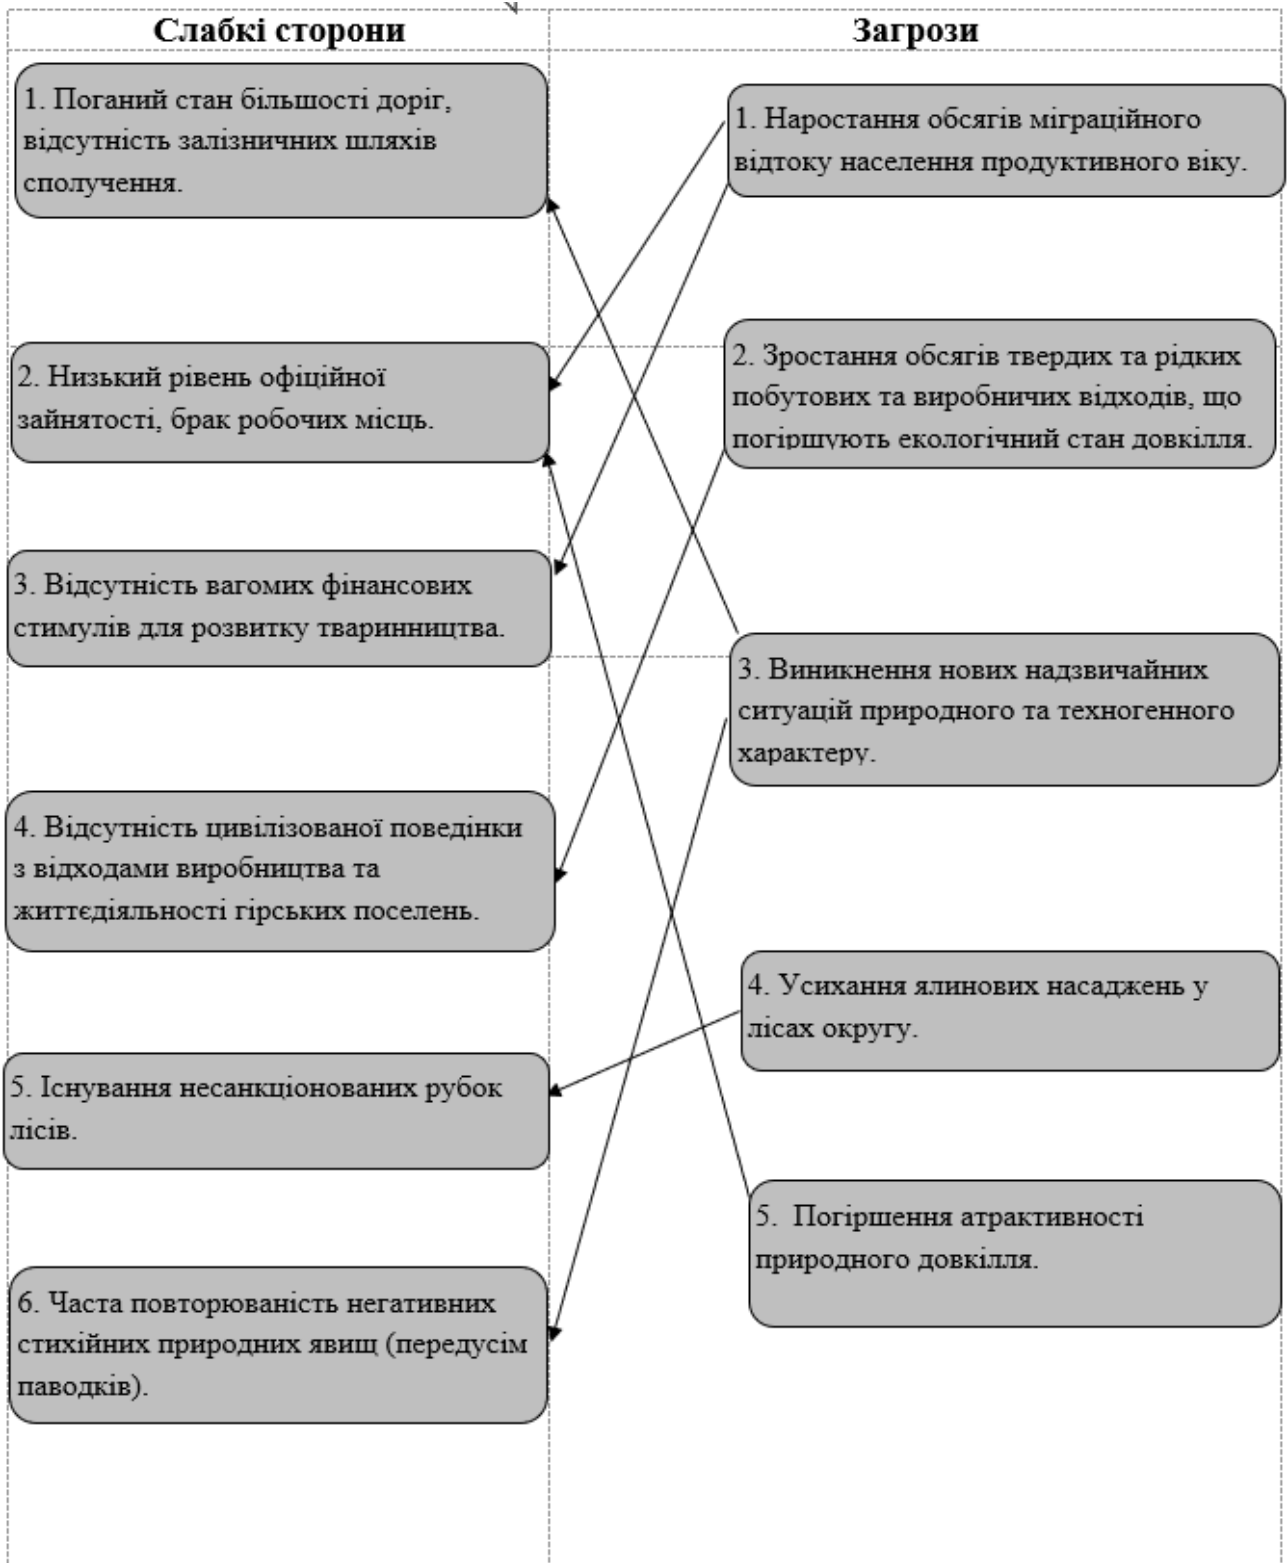 Слабкі сторони
Загрози
1. Поганий стан більшості доріг,
відсутність залізничних шляхів
сполучення.
1. Наростання обсягів міграційного
відтоку населення продуктивного віку.
2. Низький рівень офіційної
зайнятості, брак робочих місць.
2. Зростання обсягів твердих та рідких
побутових та виробничих відходів, що
погіршують екологічний стан довкілля.
3. Відсутність вагомих фінансових
стимулів для розвитку тваринництва.
3. Виникнення нових надзвичайних
ситуацій природного та техногенного
характеру.
4. Відсутність цивілізованої поведінки
з відходами виробництва та
життєдіяльності гірських поселень.
4. Усихання ялинових насаджень у
лісах округу.
5. Існування несанкціонованих рубок
лісів.
5. Погіршення атрактивності
природного довкілля.
6. Часта повторюваність негативних
стихійних природних явищ (передусім
паводків).